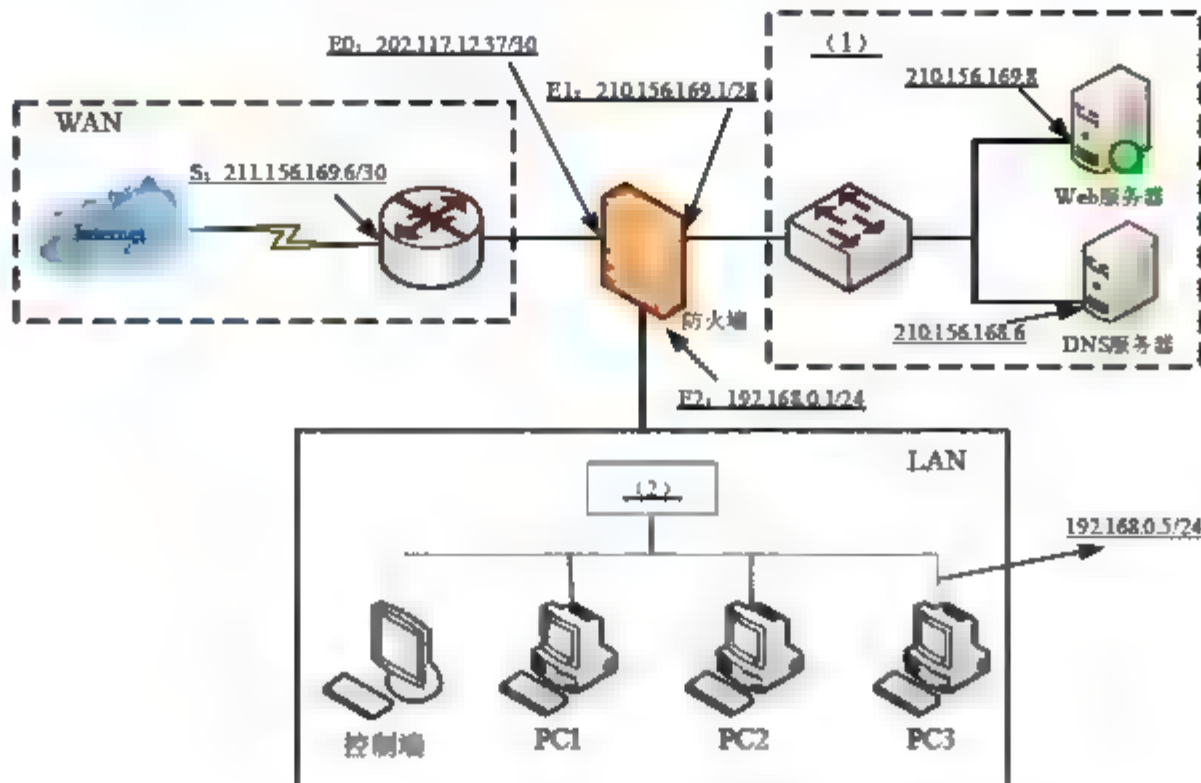 E0：202.117.12.37/30
（1）
210.156.169.8
E1：210.156.169.1/28
WAN
S：211.156.169.6/30
Internet
Web服务器
防火墙
210.156.168.6
DNS服务器
E2：192.168.0.1/24
LAN
（2）
192.168.0.5/24
控制端
PC1
PC2
PC3